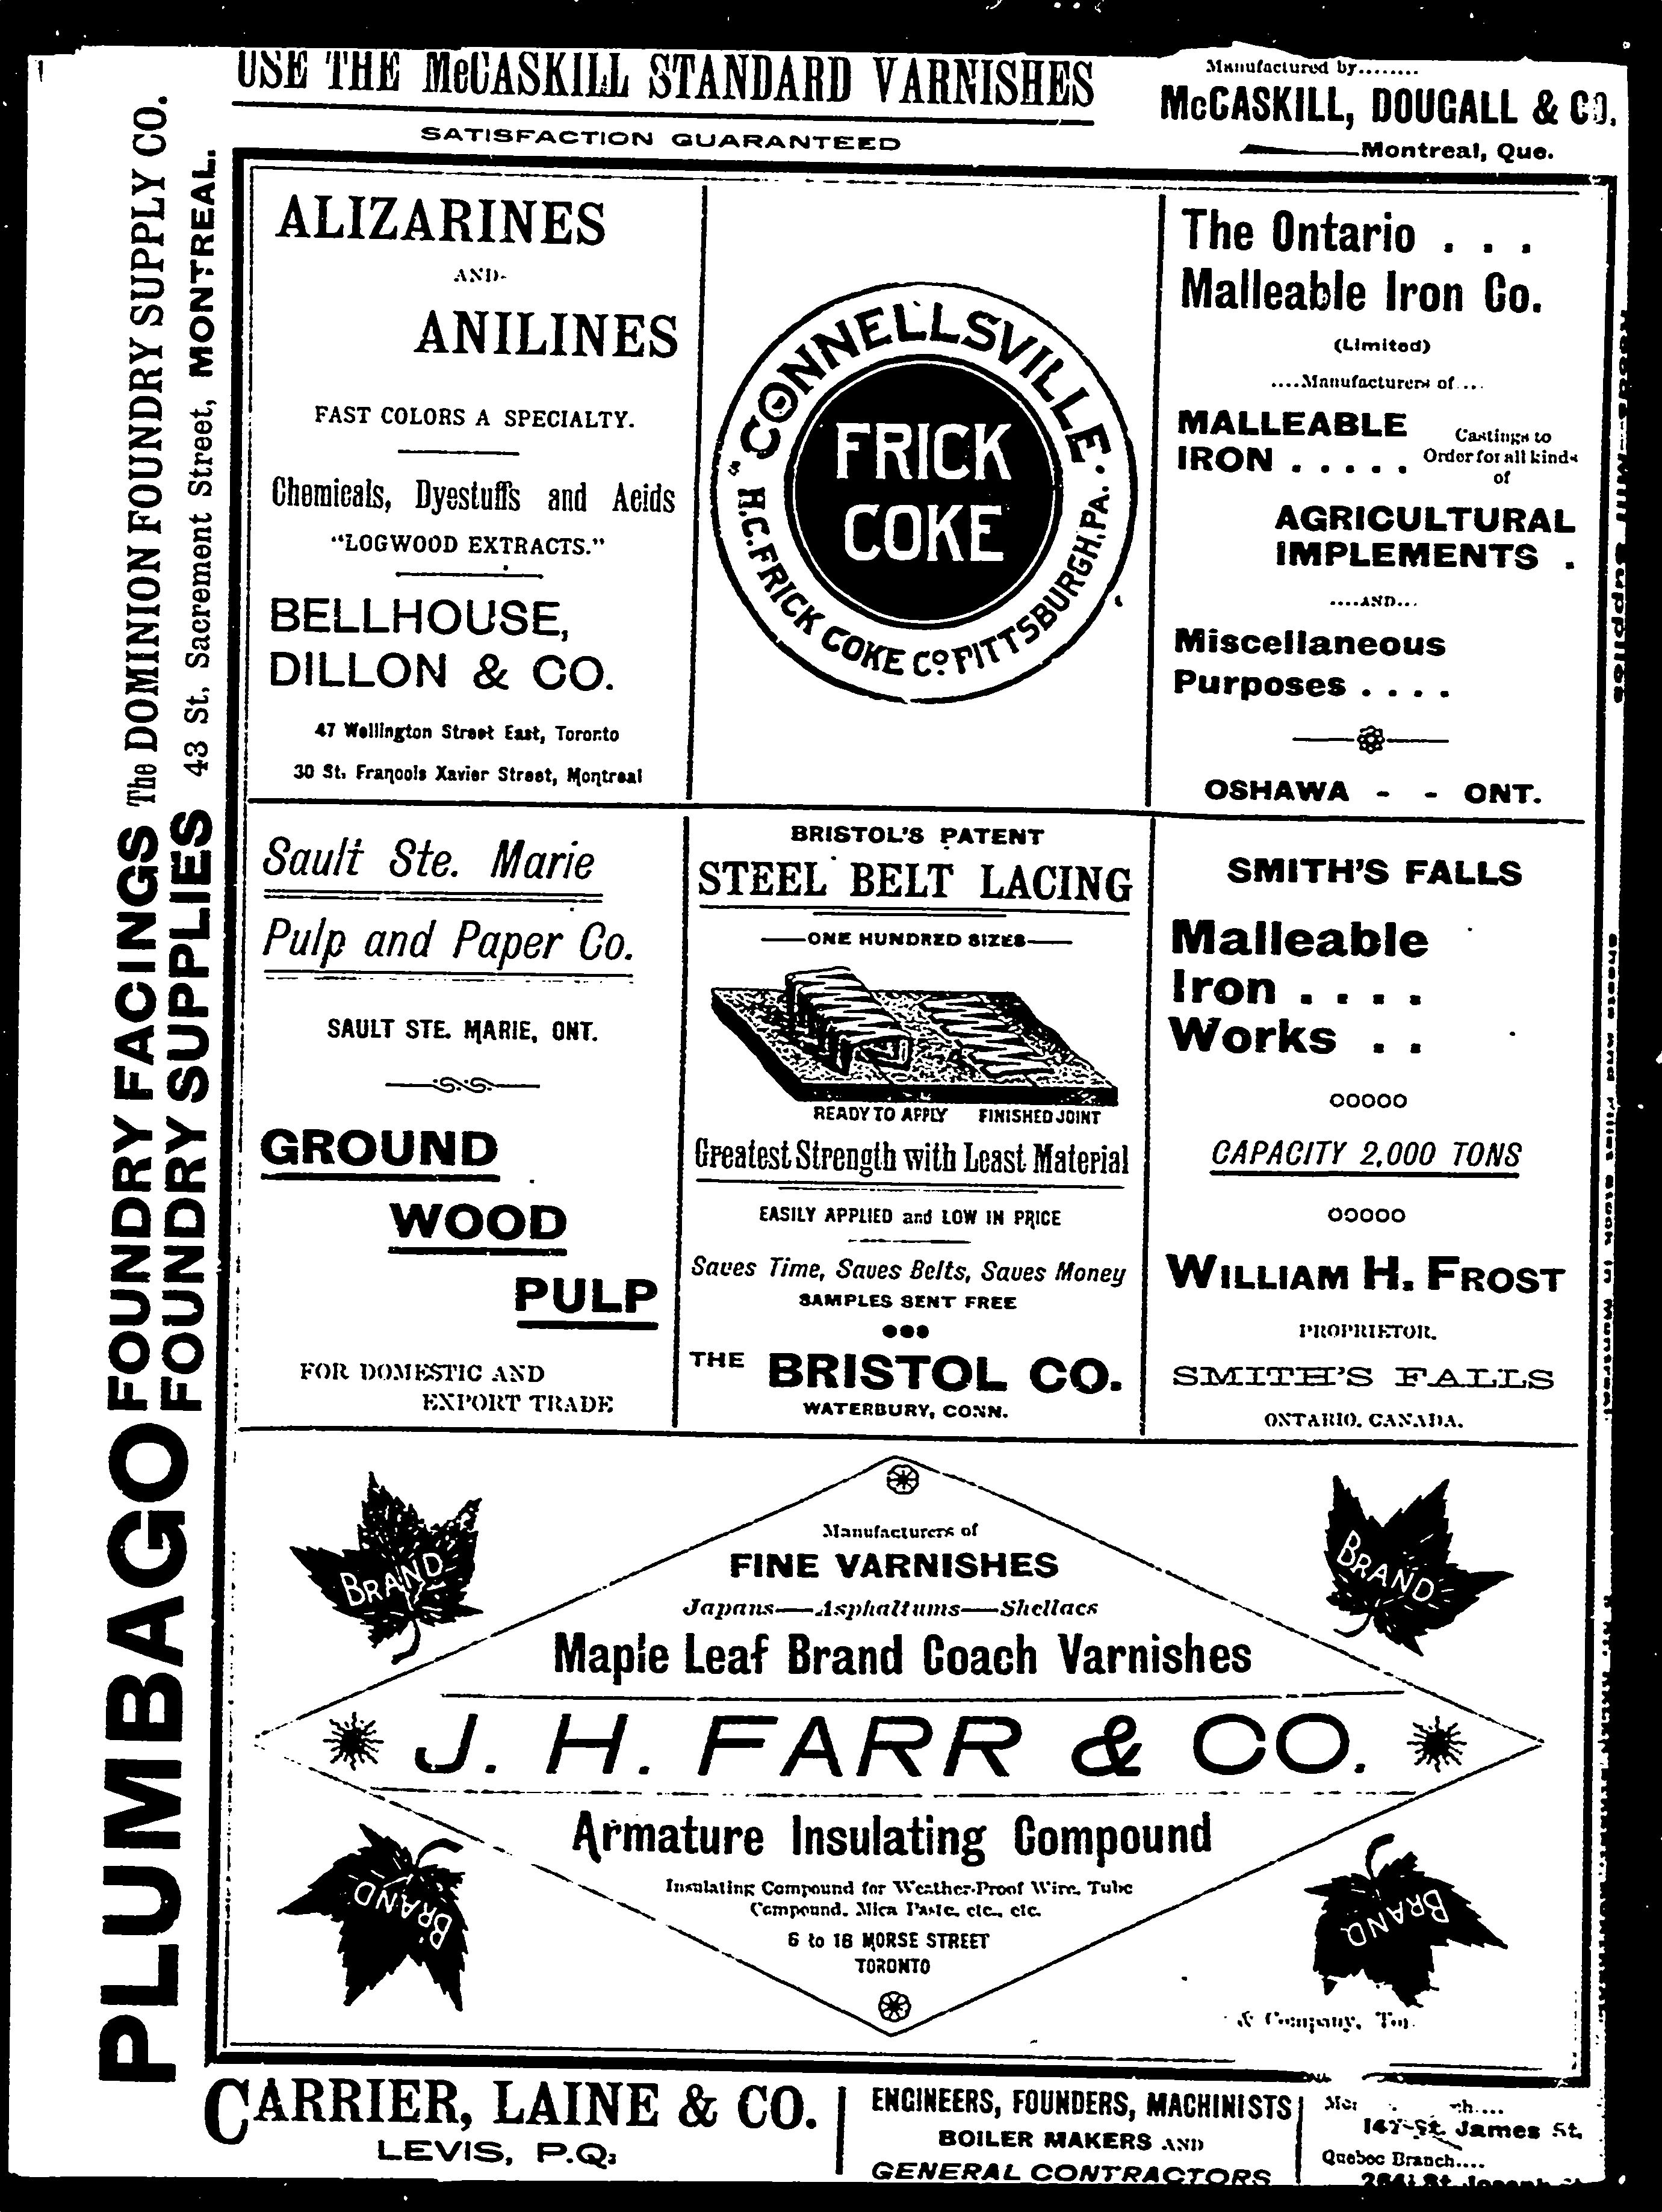 USE THE McCASKILL STANDARD VARNISHES
SATISFACTION GUARANTEED
Manufactured by........
McCASKILL, DOUGALL & CO.
Montreal, Que.
PLUMBAGO
FOUNDRY FACINGS
FOUNDRY SUPPLIES
The DOMINION FOUNDRY SUPPLY CO.
43 St. Sacrement Street, MONTREAL.
ALIZARINES
AND
ANILINES
FAST COLORS A SPECIALTY.
Chemicals, Dyestuffs and Acids
"LOGWOOD EXTRACTS."
BELLHOUSE,
DILLON & CO.
47 Wellington Street East, Toronto
30 St. Francois Xavier Street, Montreal
CONNELLSVILLE.
FRICK
COKE
H.C. FRICK COKE Co. PITTSBURGH, PA.
The Ontario . . .
Malleable Iron Co.
(Limited)
....Manufacturers of....
MALLEABLE
IRON . . . . .
Castings to
Order for all kinds
of
AGRICULTURAL
IMPLEMENTS .
....AND...
Miscellaneous
Purposes . . . .
OSHAWA - - ONT.
Sault Ste. Marie
Pulp and Paper Co.
SAULT STE. MARIE, ONT.
GROUND
WOOD
PULP
FOR DOMESTIC AND
EXPORT TRADE
BRISTOL'S PATENT
STEEL BELT LACING
ONE HUNDRED SIZES
READY TO APPLY FINISHED JOINT
Greatest Strength with Least Material
EASILY APPLIED and LOW IN PRICE
Saves Time, Saves Belts, Saves Money
SAMPLES SENT FREE
THE BRISTOL CO.
WATERBURY, CONN.
SMITH'S FALLS
Malleable
Iron . . . .
Works . .
CAPACITY 2,000 TONS
WILLIAM H. FROST
PROPRIETOR.
SMITH'S FALLS
ONTARIO, CANADA.
BRAND
BRAND
Manufacturers of
FINE VARNISHES
Japans—Asphaltums—Shellacs
Maple Leaf Brand Coach Varnishes
J. H. FARR & CO.
Armature Insulating Compound
Insulating Compound for Weather-Proof Wire, Tube
Compound, Mica Paste, etc., etc.
6 to 16 MORSE STREET
TORONTO
BRAND
BRAND
& Company, Tor.
CARRIER, LAINE & CO.
LEVIS, P.Q.
ENGINEERS, FOUNDERS, MACHINISTS
BOILER MAKERS AND
GENERAL CONTRACTORS
147 St. James St.
Quebec Branch....
Supplies
stock in Montreal.